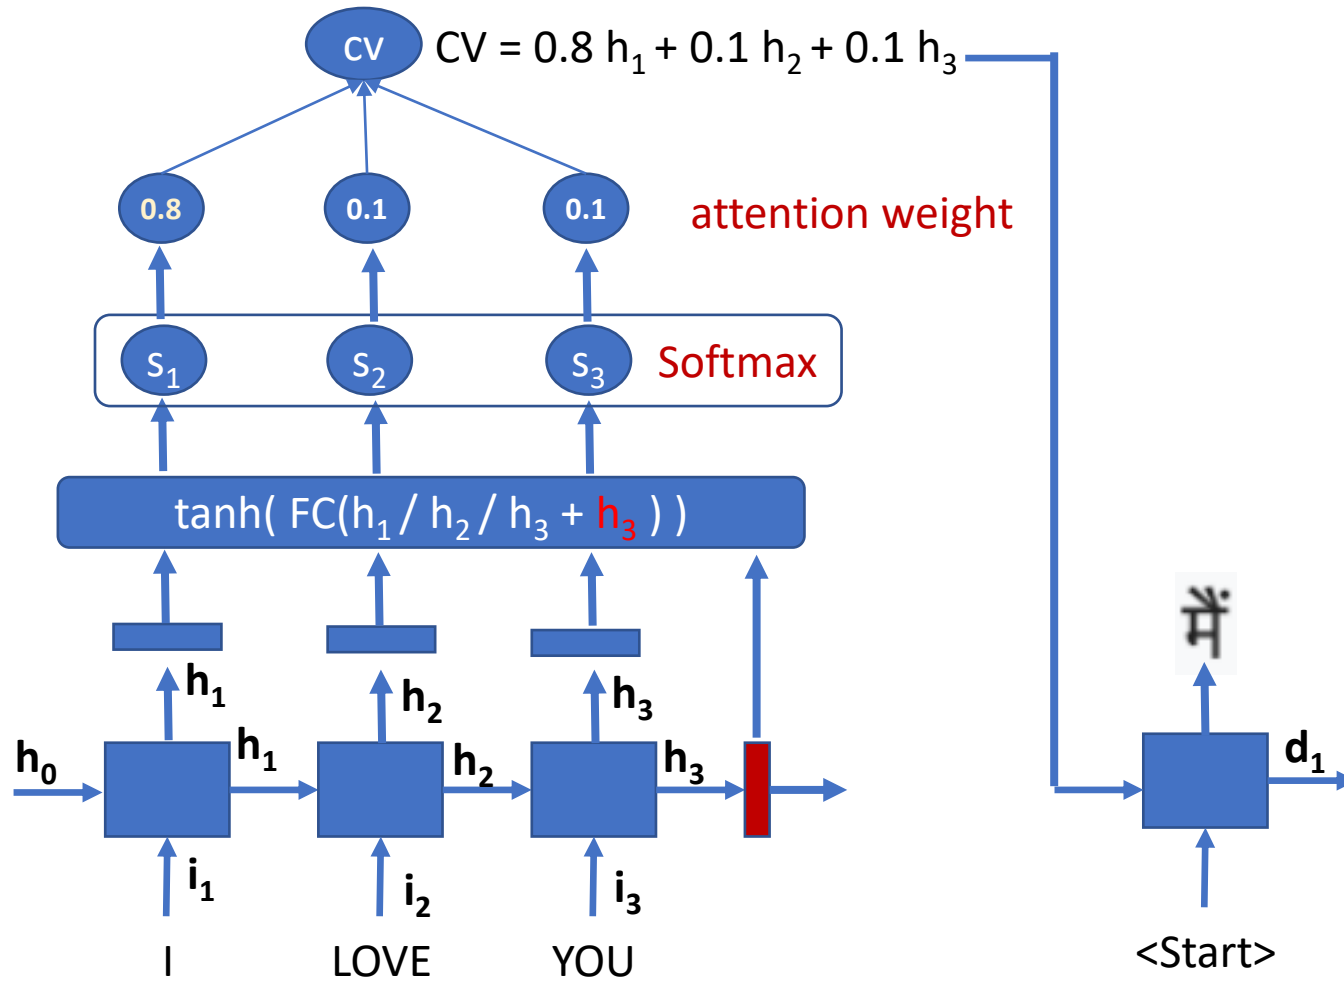 cv
CV = 0.8 h₁ + 0.1 h₂ + 0.1 h₃
0.8 0.1 0.1 attention weight
s₁ s₂ s₃ Softmax
tanh( FC(h₁ / h₂ / h₃ + h₃ ) )
में
h₁ h₂ h₃
h₀ h₁ h₂ h₃ d₁
i₁ i₂ i₃
I LOVE YOU <Start>